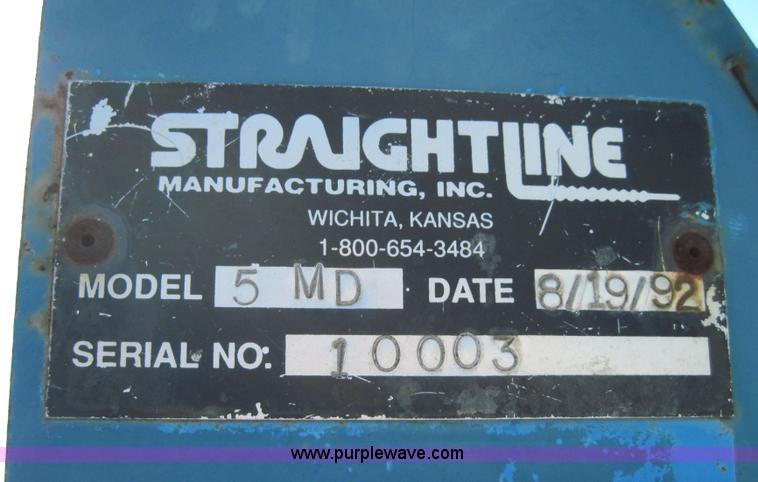 STRAIGHTLINE
MANUFACTURING, INC.
WICHITA, KANSAS
1-800-654-3484
MODEL 5 MD DATE 8/19/92
SERIAL NO: 10003
www.purplewave.com